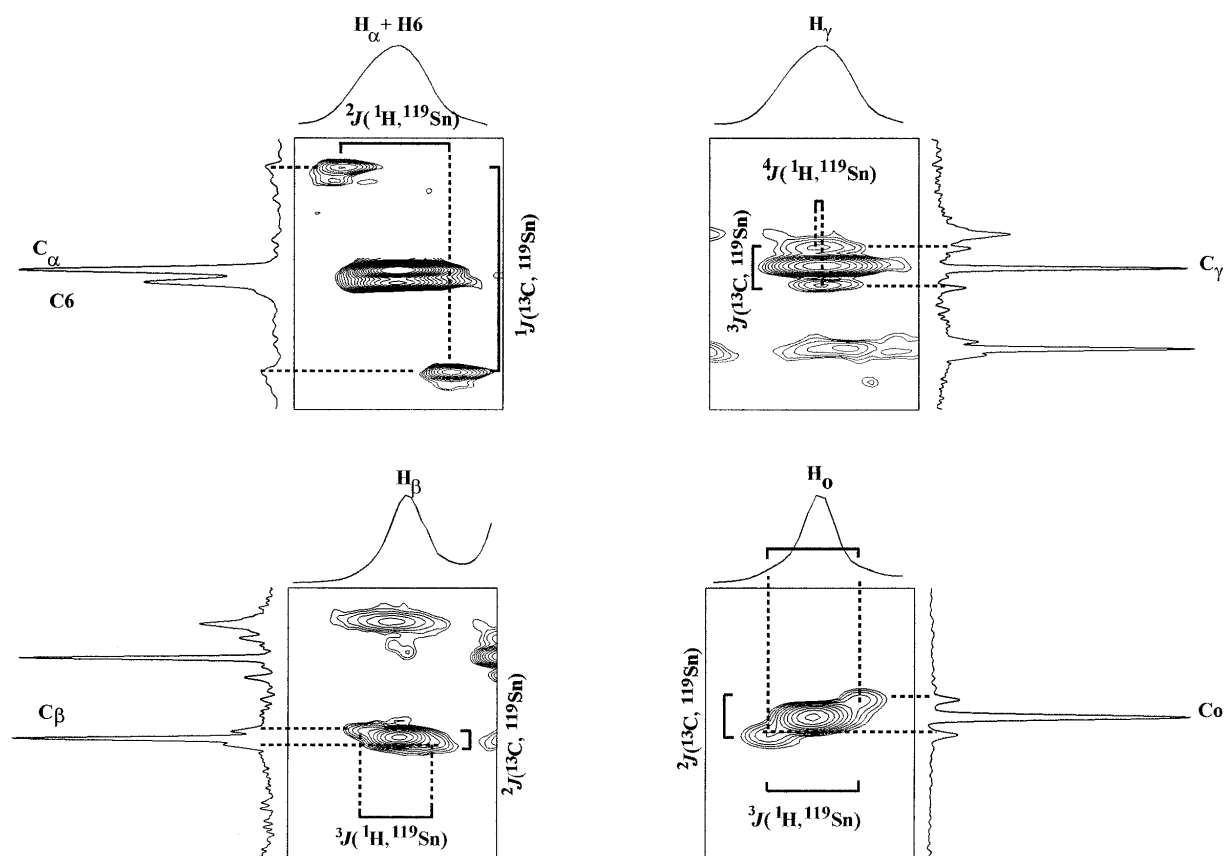 Hα + H6
²J(¹H,¹¹⁹Sn)
Cα
C6
¹J(¹³C, ¹¹⁹Sn)
Hγ
⁴J(¹H,¹¹⁹Sn)
³J(¹³C, ¹¹⁹Sn)
Cγ
Hβ
Cβ
²J(¹³C, ¹¹⁹Sn)
³J(¹H,¹¹⁹Sn)
Ho
²J(¹³C, ¹¹⁹Sn)
Co
³J(¹H,¹¹⁹Sn)